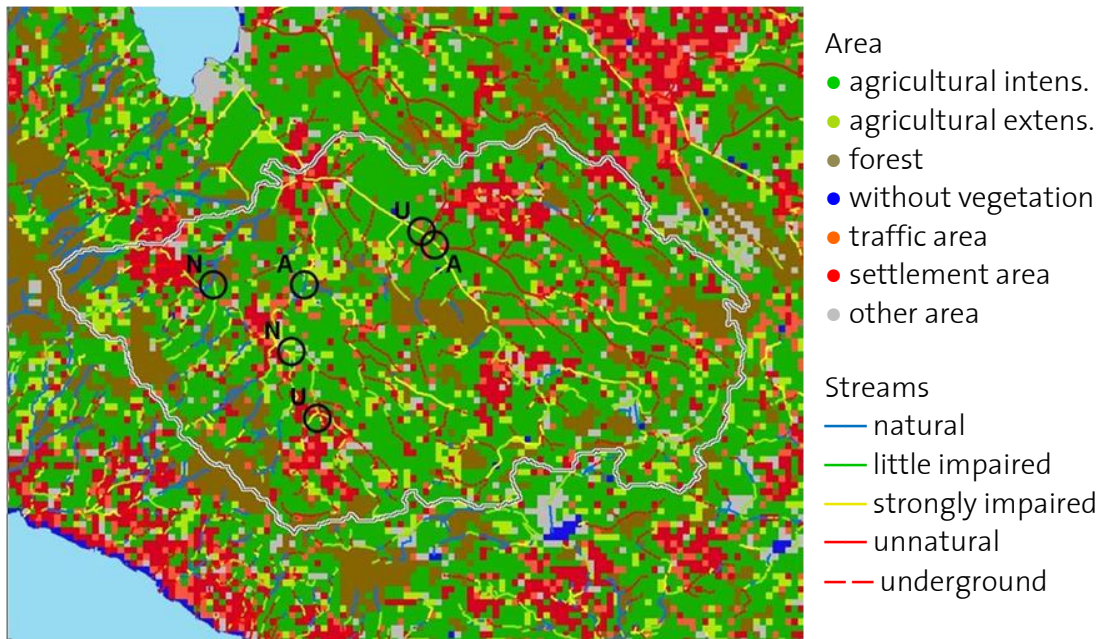 Area
agricultural intens.
agricultural extens.
forest
without vegetation
traffic area
settlement area
other area
Streams
natural
little impaired
strongly impaired
unnatural
underground
U
A
N
A
N
U